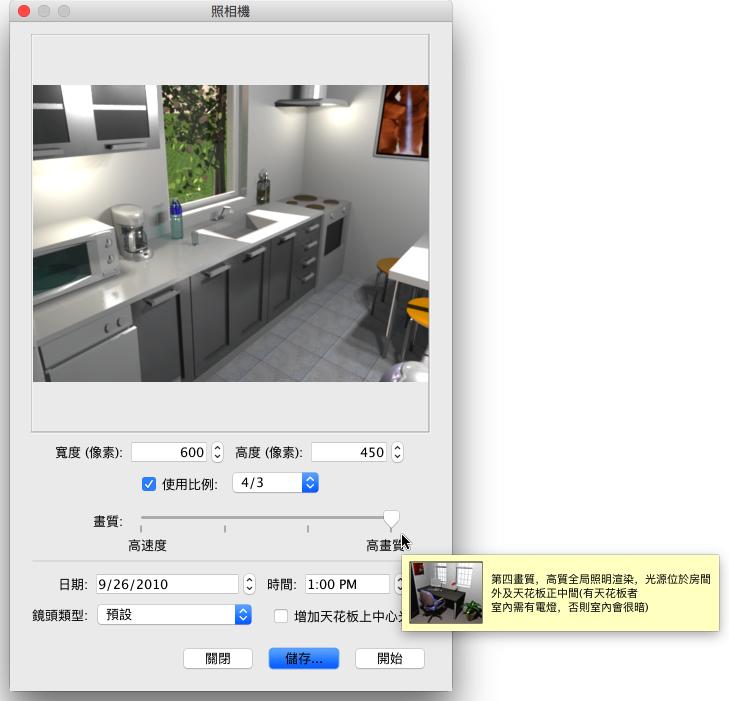 照相機
寬度 (像素): 600 高度 (像素): 450
使用比例: 4/3
畫質:
高速度 高畫質
日期: 9/26/2010 時間: 1:00 PM
鏡頭類型: 預設 增加天花板上中心
第四畫質，高質全局照明渲染，光源位於房間
外及天花板正中間(有天花板者
室內需有電燈，否則室內會很暗)
關閉 儲存... 開始